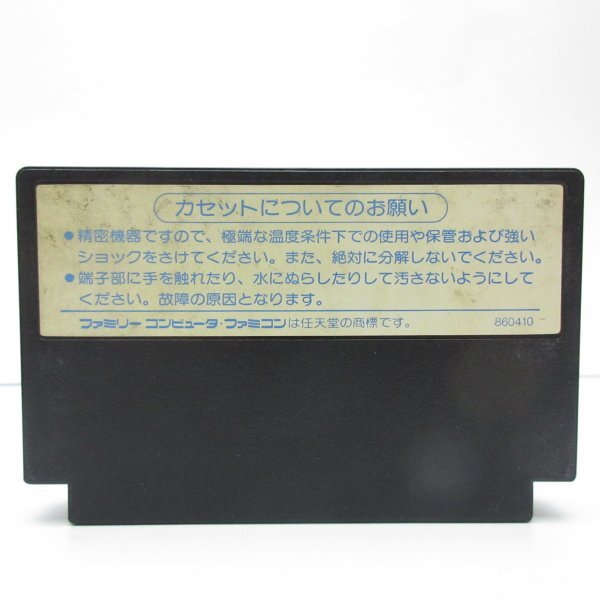 カセットについてのお願い
●精密機器ですので、極端な温度条件下での使用や保管および強い
ショックをさけてください。また、絶対に分解しないでください。
●端子部に手を触れたり、水にぬらしたりして汚さないようにして
ください。故障の原因となります。
ファミリーコンピュータ・ファミコンは任天堂の商標です。 860410